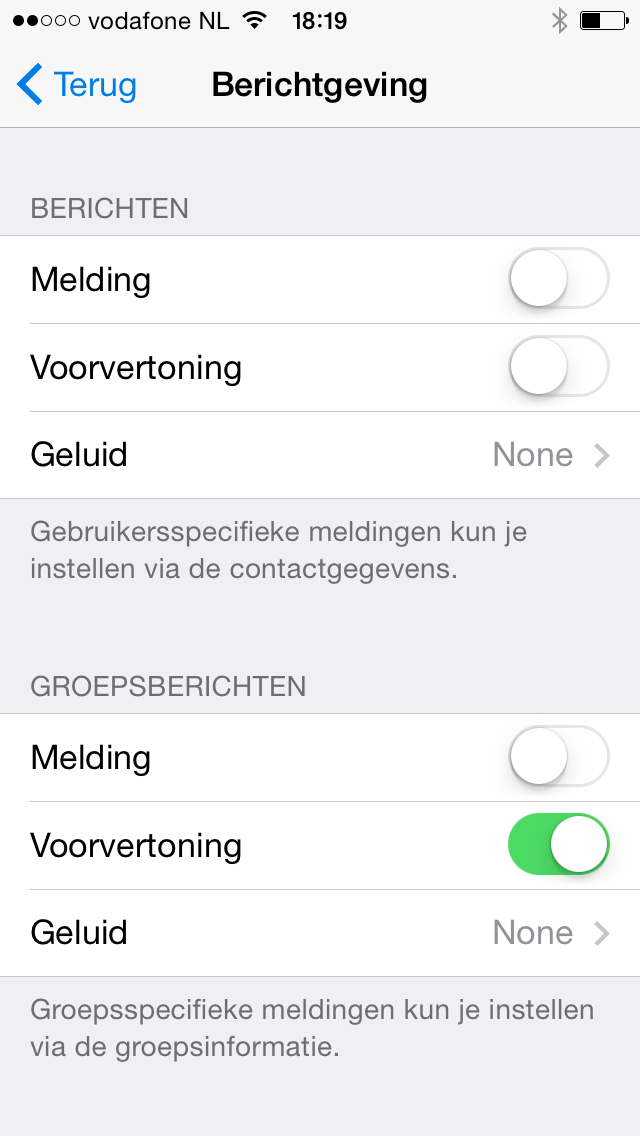 vodafone NL 18:19
Terug Berichtgeving
BERICHTEN
Melding
Voorvertoning
Geluid None
Gebruikersspecifieke meldingen kun je
instellen via de contactgegevens.
GROEPSBERICHTEN
Melding
Voorvertoning
Geluid None
Groepsspecifieke meldingen kun je instellen
via de groepsinformatie.